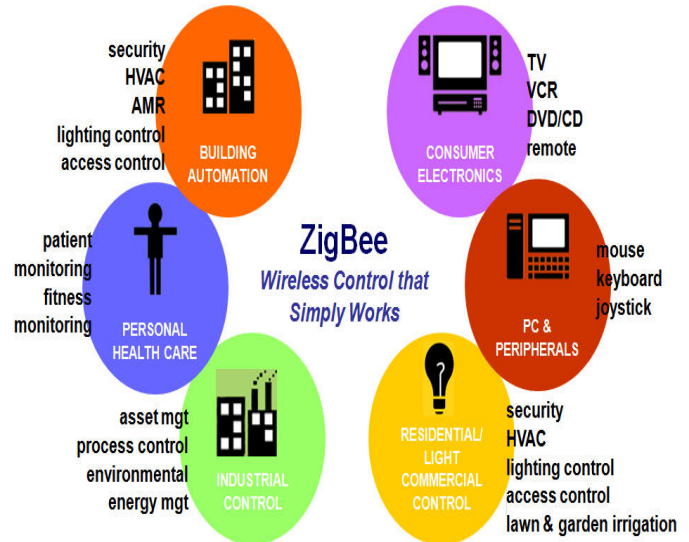 security
HVAC
AMR
lighting control
access control
BUILDING
AUTOMATION
TV
VCR
DVD/CD
remote
CONSUMER
ELECTRONICS
patient
monitoring
fitness
monitoring
PERSONAL
HEALTH CARE
ZigBee
Wireless Control that
Simply Works
mouse
keyboard
joystick
PC &
PERIPHERALS
asset mgt
process control
environmental
energy mgt
INDUSTRIAL
CONTROL
?
RESIDENTIAL/
LIGHT
COMMERCIAL
CONTROL
security
HVAC
lighting control
access control
lawn & garden irrigation